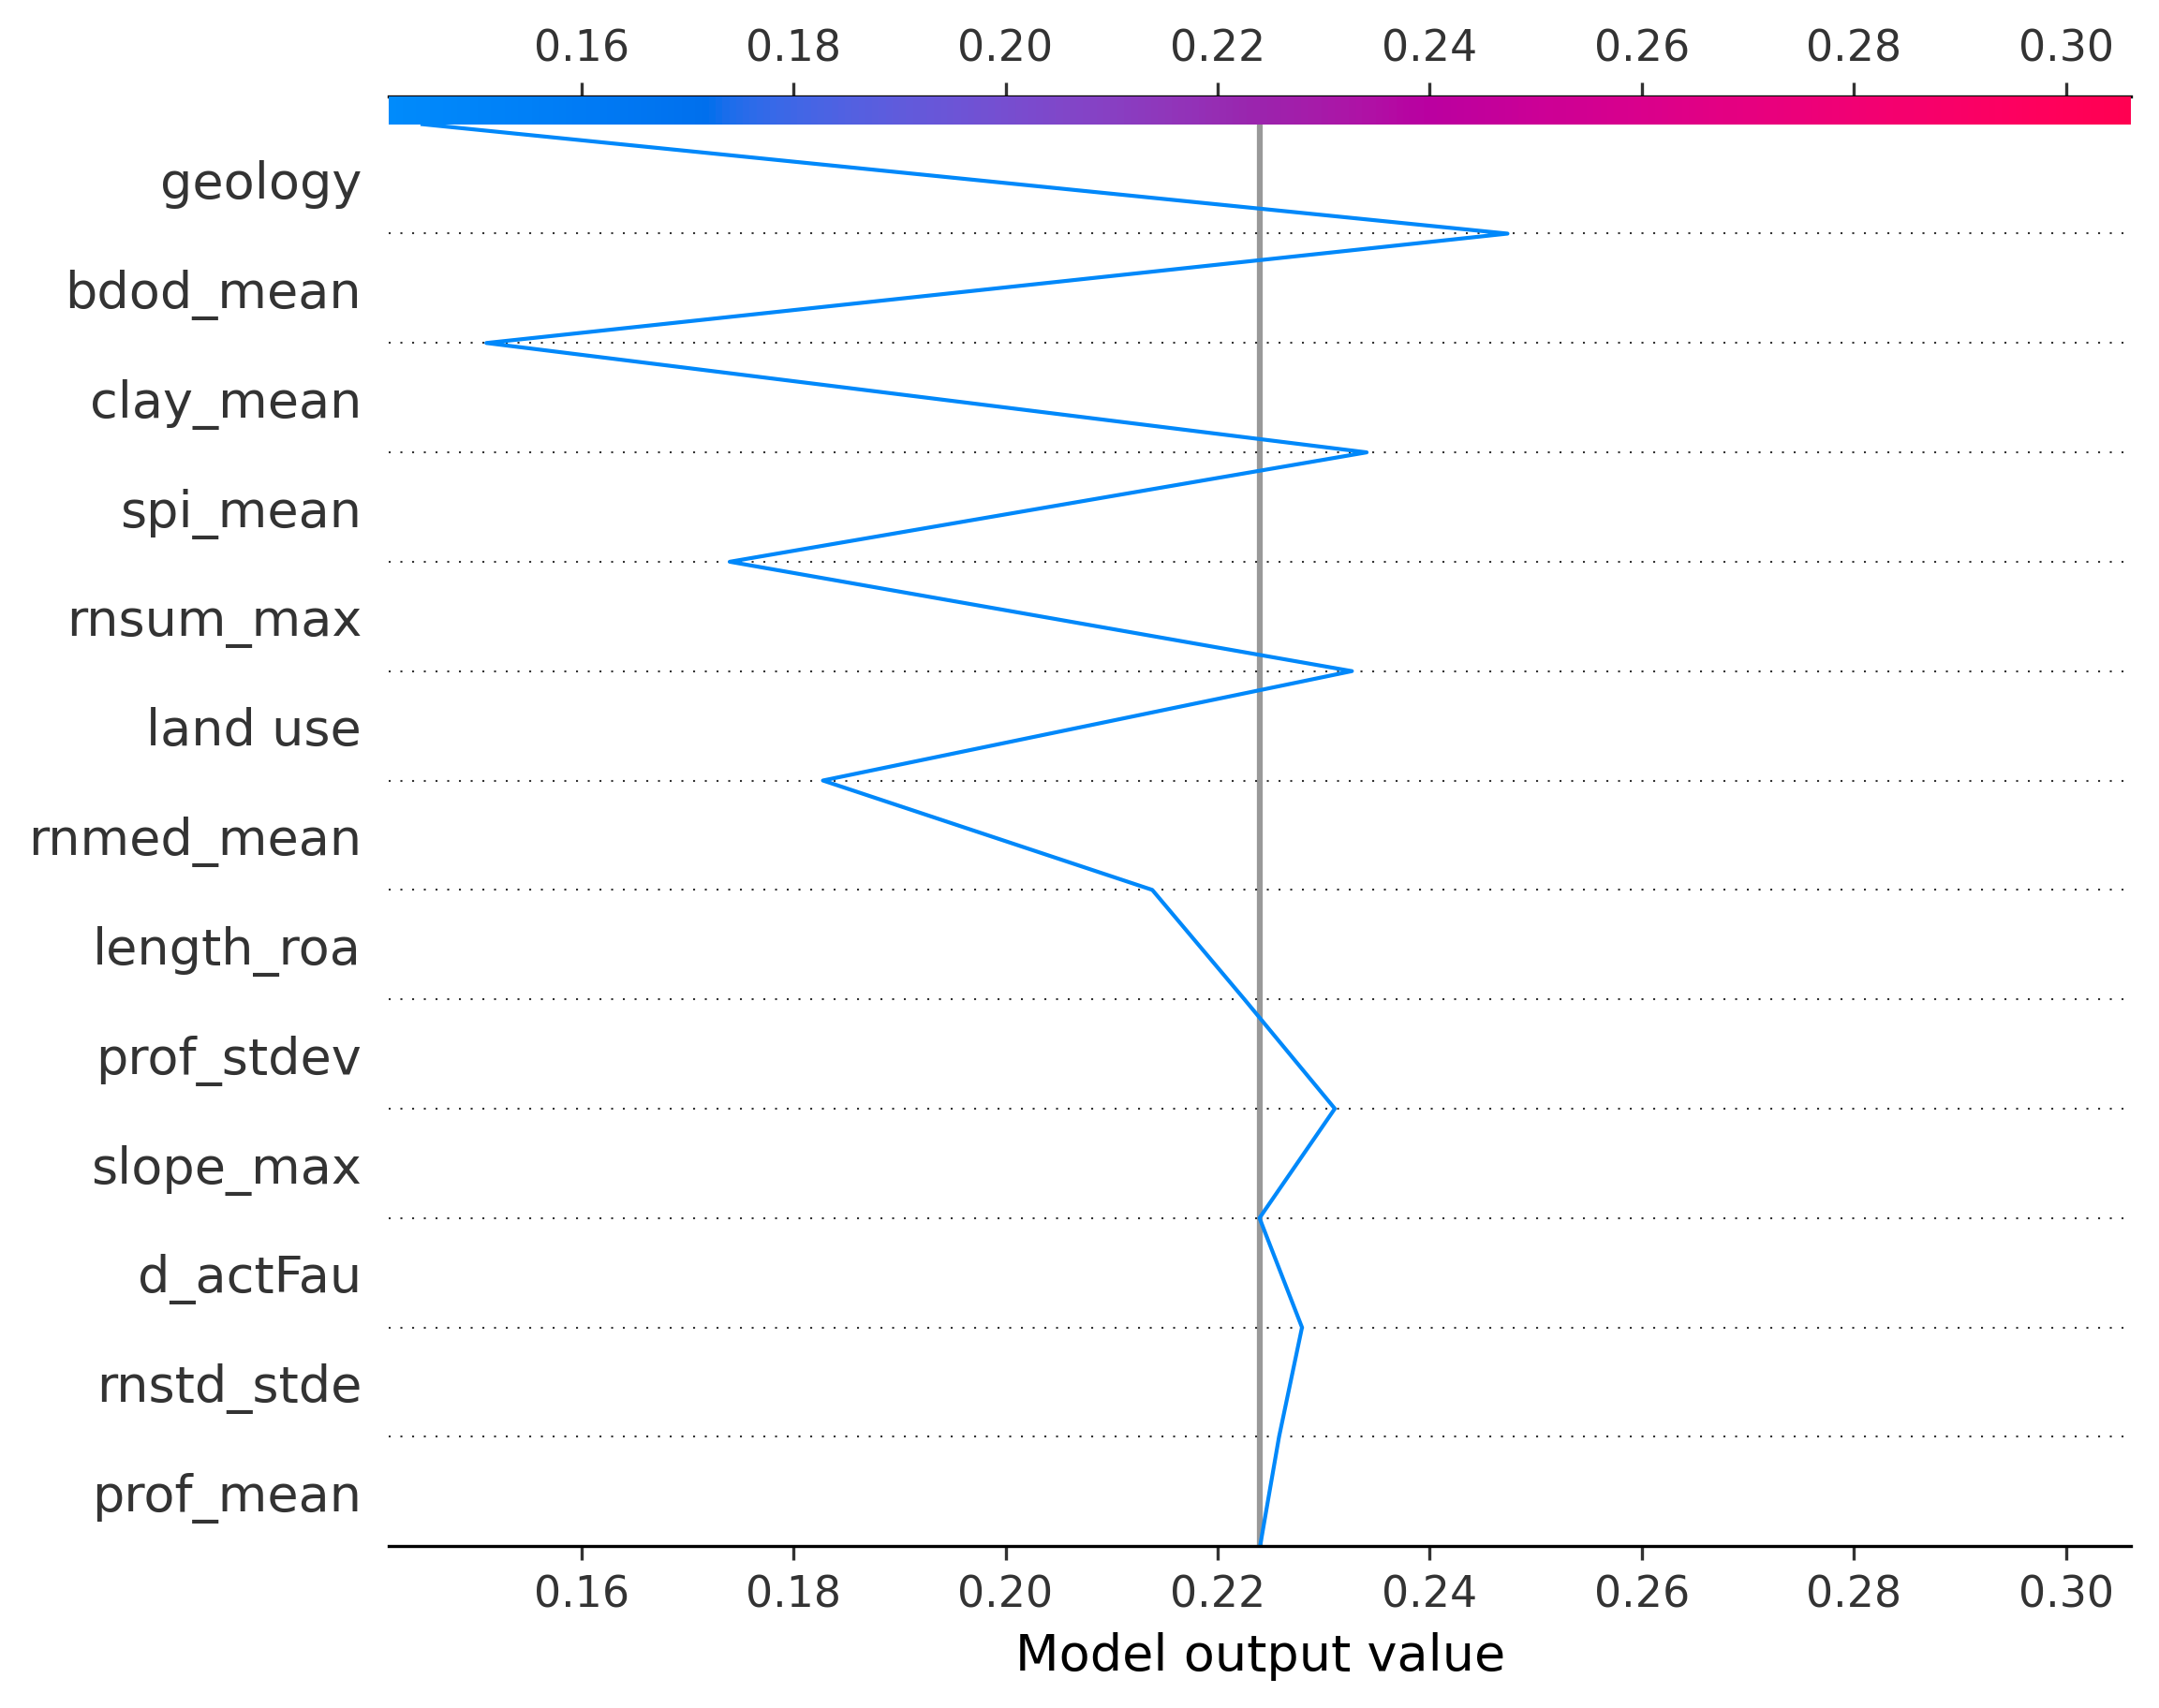 0.16 0.18 0.20 0.22 0.24 0.26 0.28 0.30
geology
bdod_mean
clay_mean
spi_mean
rnsum_max
land use
rnmed_mean
length_roa
prof_stdev
slope_max
d_actFau
rnstd_stde
prof_mean
0.16 0.18 0.20 0.22 0.24 0.26 0.28 0.30
Model output value